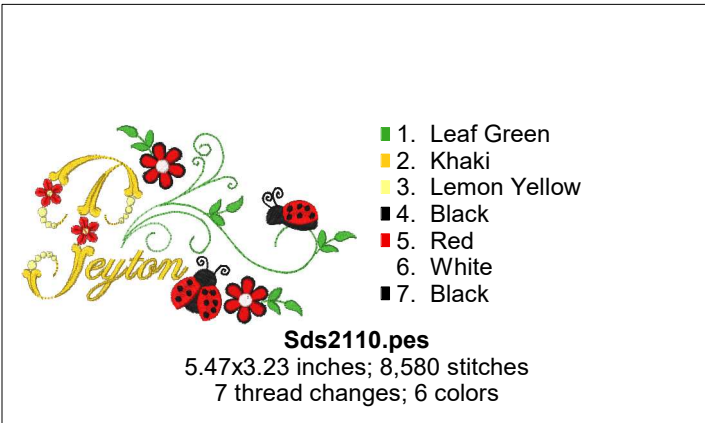 Peyton
1. Leaf Green
2. Khaki
3. Lemon Yellow
4. Black
5. Red
6. White
7. Black
Sds2110.pes
5.47x3.23 inches; 8,580 stitches
7 thread changes; 6 colors